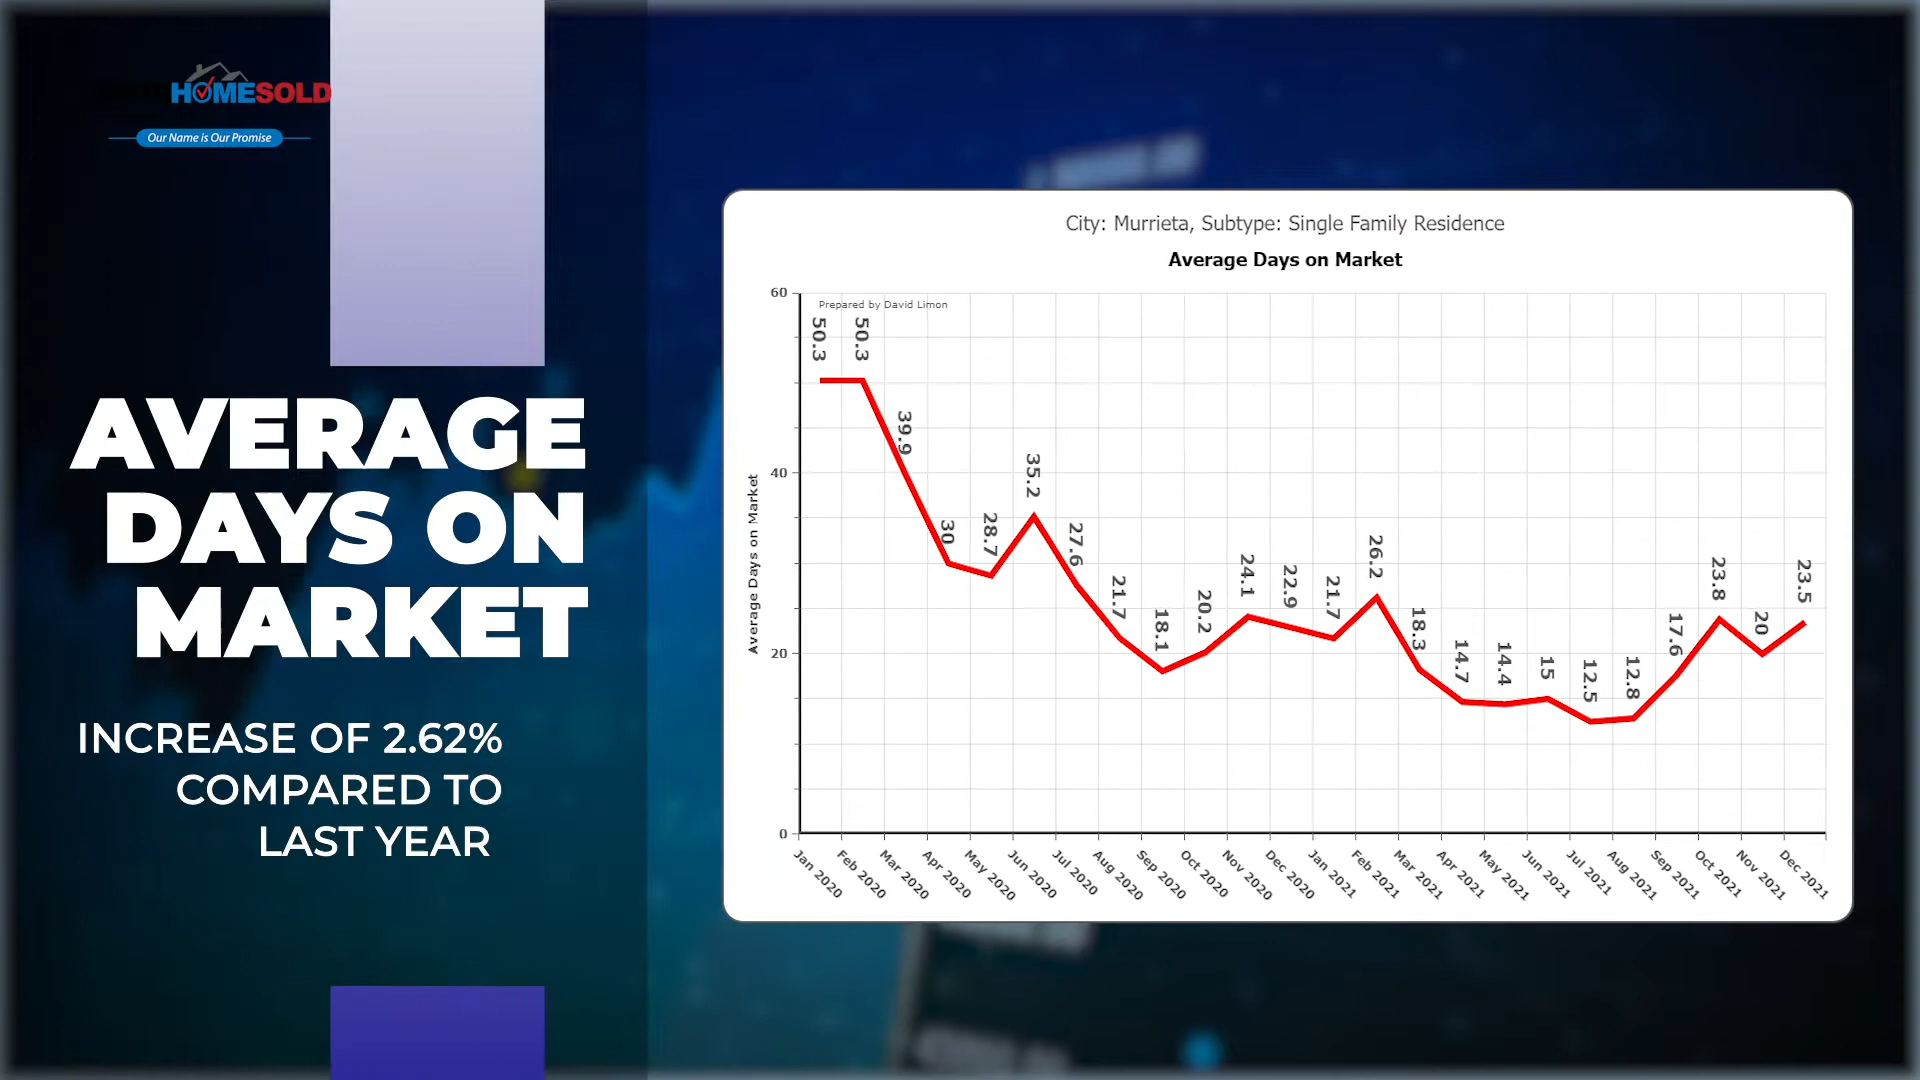 HOMESOLD
Our Name is Our Promise
AVERAGE
DAYS ON
MARKET
INCREASE OF 2.62%
COMPARED TO
LAST YEAR
City: Murrieta, Subtype: Single Family Residence
Average Days on Market
Prepared by David Limon
Average Days on Market
60
40
20
0
50.3
50.3
39.9
30
28.7
35.2
27.6
21.7
18.1
20.2
24.1
22.9
21.7
26.2
18.3
14.7
14.4
15
12.5
12.8
17.6
23.8
20
23.5
Jan 2020
Feb 2020
Mar 2020
Apr 2020
May 2020
Jun 2020
Jul 2020
Aug 2020
Sep 2020
Oct 2020
Nov 2020
Dec 2020
Jan 2021
Feb 2021
Mar 2021
Apr 2021
May 2021
Jun 2021
Jul 2021
Aug 2021
Sep 2021
Oct 2021
Nov 2021
Dec 2021